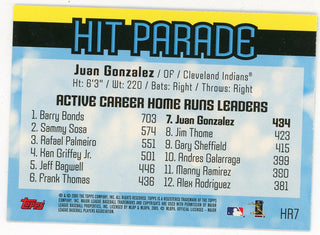 HIT PARADE
Juan Gonzalez / OF / Cleveland Indians®
Ht: 6'3" / Wt: 220 / Bats: Right / Throws: Right
ACTIVE CAREER HOME RUNS LEADERS
1. Barry Bonds 703
2. Sammy Sosa 574
3. Rafael Palmeiro 551
4. Ken Griffey Jr. 501
5. Jeff Bagwell 446
6. Frank Thomas 436
7. Juan Gonzalez 434
8. Jim Thome 423
9. Gary Sheffield 415
10. Andres Galarraga 399
11. Manny Ramirez 390
12. Alex Rodriguez 381
Topps
HR7